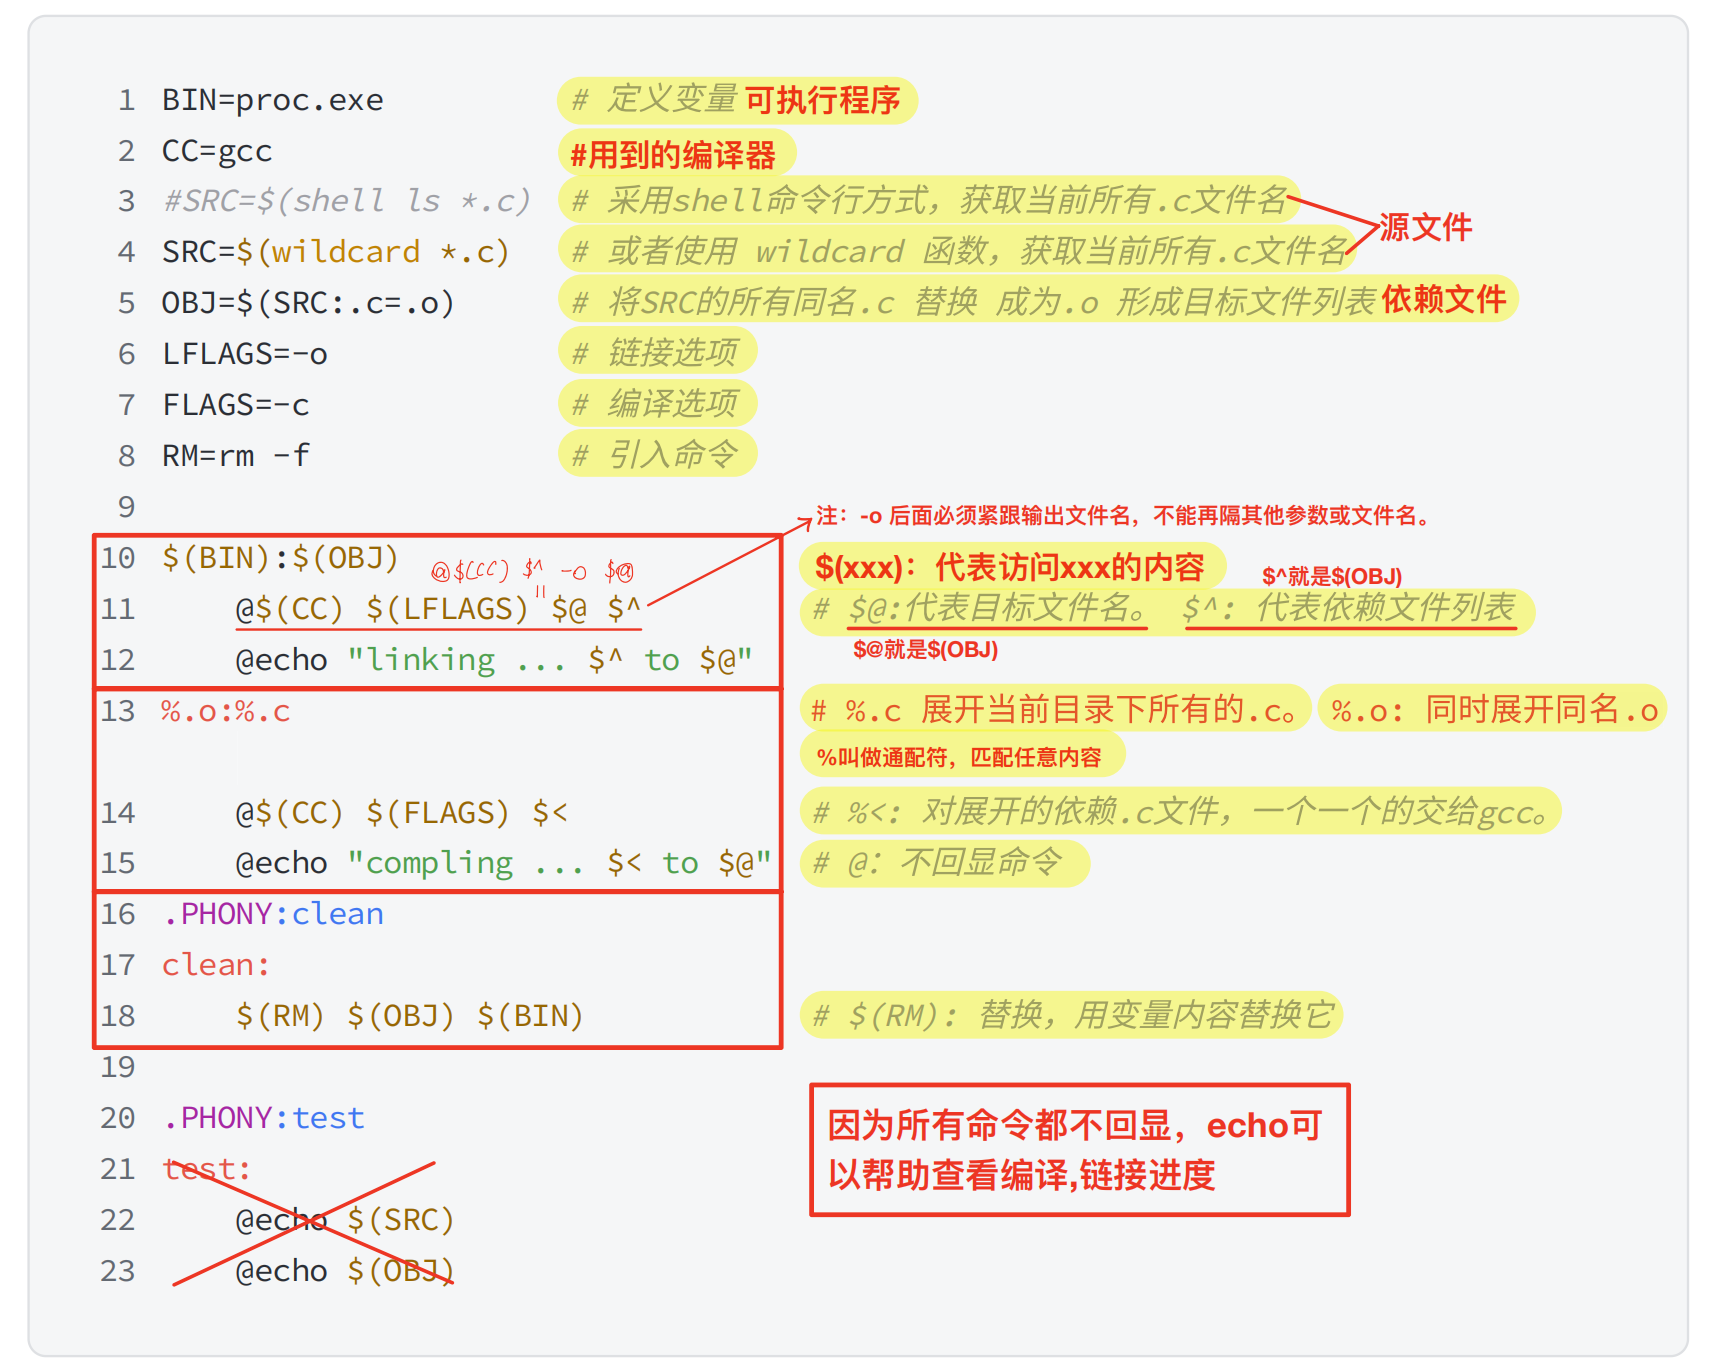 1 BIN=proc.exe # 定义变量 可执行程序
2 CC=gcc #用到的编译器
3 #SRC=$(shell ls *.c) # 采用shell命令行方式，获取当前所有.c文件名
源文件
4 SRC=$(wildcard *.c) # 或者使用 wildcard 函数，获取当前所有.c文件名
5 OBJ=$(SRC:.c=.o) # 将SRC的所有同名.c 替换 成为.o 形成目标文件列表 依赖文件
6 LFLAGS=-o # 链接选项
7 FLAGS=-c # 编译选项
8 RM=rm -f # 引入命令
9
注：-o 后面必须紧跟输出文件名，不能再隔其他参数或文件名。
10 $(BIN):$(OBJ) $(xxx)：代表访问xxx的内容
@$(CC) $^ -o $@ $^就是$(OBJ)
=
11 @$(CC) $(LFLAGS) $@ $^ # $@:代表目标文件名。 $^: 代表依赖文件列表
$@就是$(OBJ)
12 @echo "linking ... $^ to $@"
13 %.o:%.c # %.c 展开当前目录下所有的.c。 %.o: 同时展开同名.o
%叫做通配符，匹配任意内容
14 @$(CC) $(FLAGS) $< # %<: 对展开的依赖.c文件，一个一个的交给gcc。
15 @echo "compling ... $< to $@" # @：不回显命令
16 .PHONY:clean
17 clean:
18 $(RM) $(OBJ) $(BIN) # $(RM): 替换，用变量内容替换它
19
20 .PHONY:test
因为所有命令都不回显，echo可
以帮助查看编译,链接进度
21 test:
22 @echo $(SRC)
23 @echo $(OBJ)